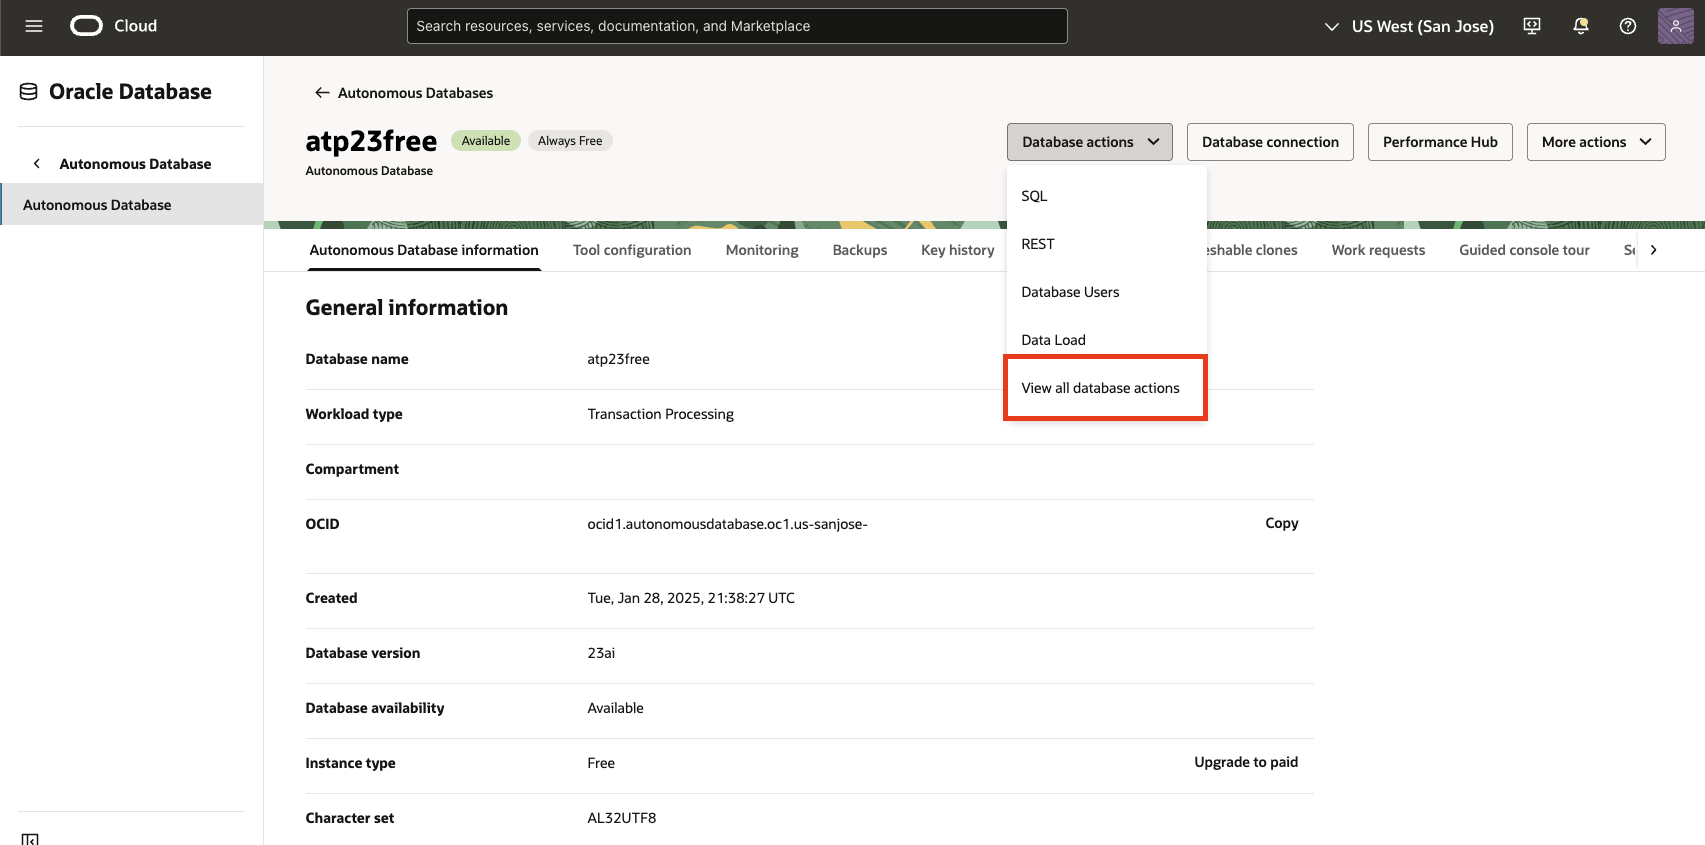 Cloud
Search resources, services, documentation, and Marketplace
US West (San Jose)
Oracle Database
Autonomous Database
Autonomous Database
Autonomous Databases
atp23free
Available
Always Free
Autonomous Database
Database actions
Database connection
Performance Hub
More actions
SQL
REST
Database Users
Data Load
View all database actions
Autonomous Database information
Tool configuration
Monitoring
Backups
Key history
eshable clones
Work requests
Guided console tour
General information
Database name
atp23free
Workload type
Transaction Processing
Compartment
OCID
ocid1.autonomousdatabase.oc1.us-sanjose-
Copy
Created
Tue, Jan 28, 2025, 21:38:27 UTC
Database version
23ai
Database availability
Available
Instance type
Free
Upgrade to paid
Character set
AL32UTF8